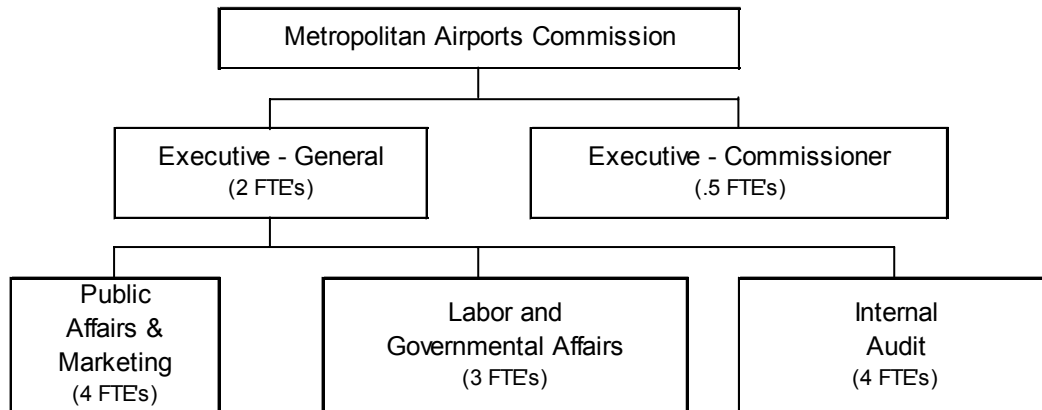 Metropolitan Airports Commission
Executive - General
(2 FTE's)
Executive - Commissioner
(.5 FTE's)
Public
Affairs &
Marketing
(4 FTE's)
Labor and
Governmental Affairs
(3 FTE's)
Internal
Audit
(4 FTE's)